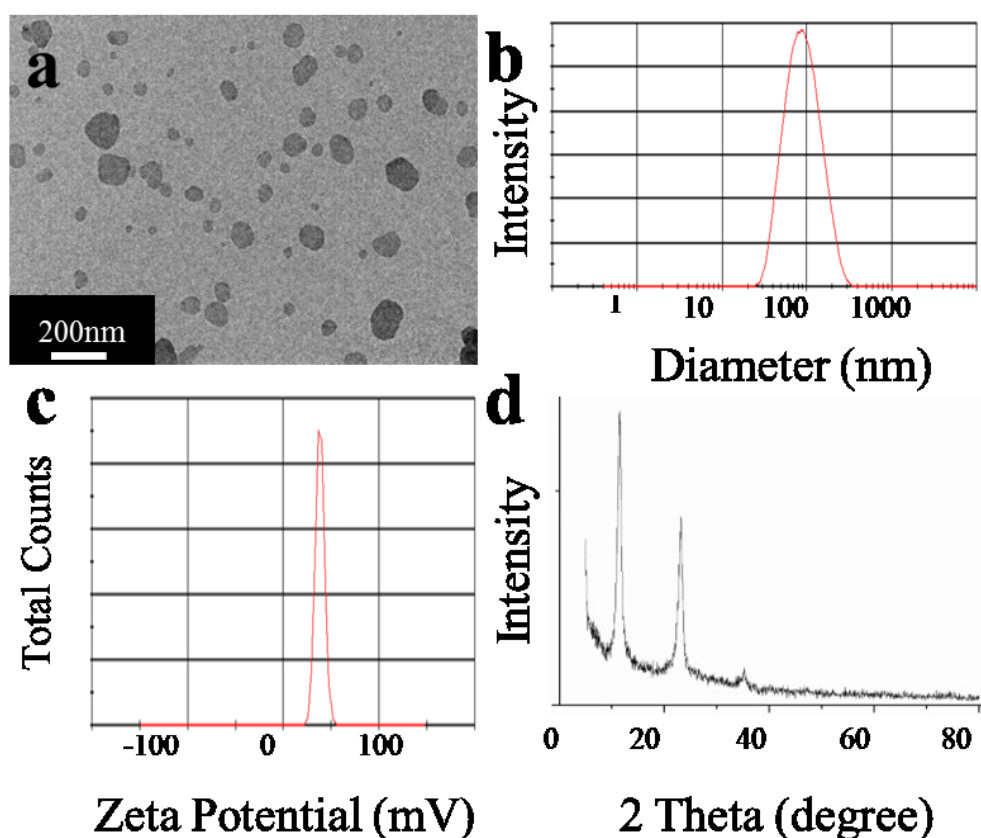 a
200nm
b
Intensity
1 10 100 1000
Diameter (nm)
c
Total Counts
-100 0 100
Zeta Potential (mV)
d
Intensity
0 20 40 60 80
2 Theta (degree)